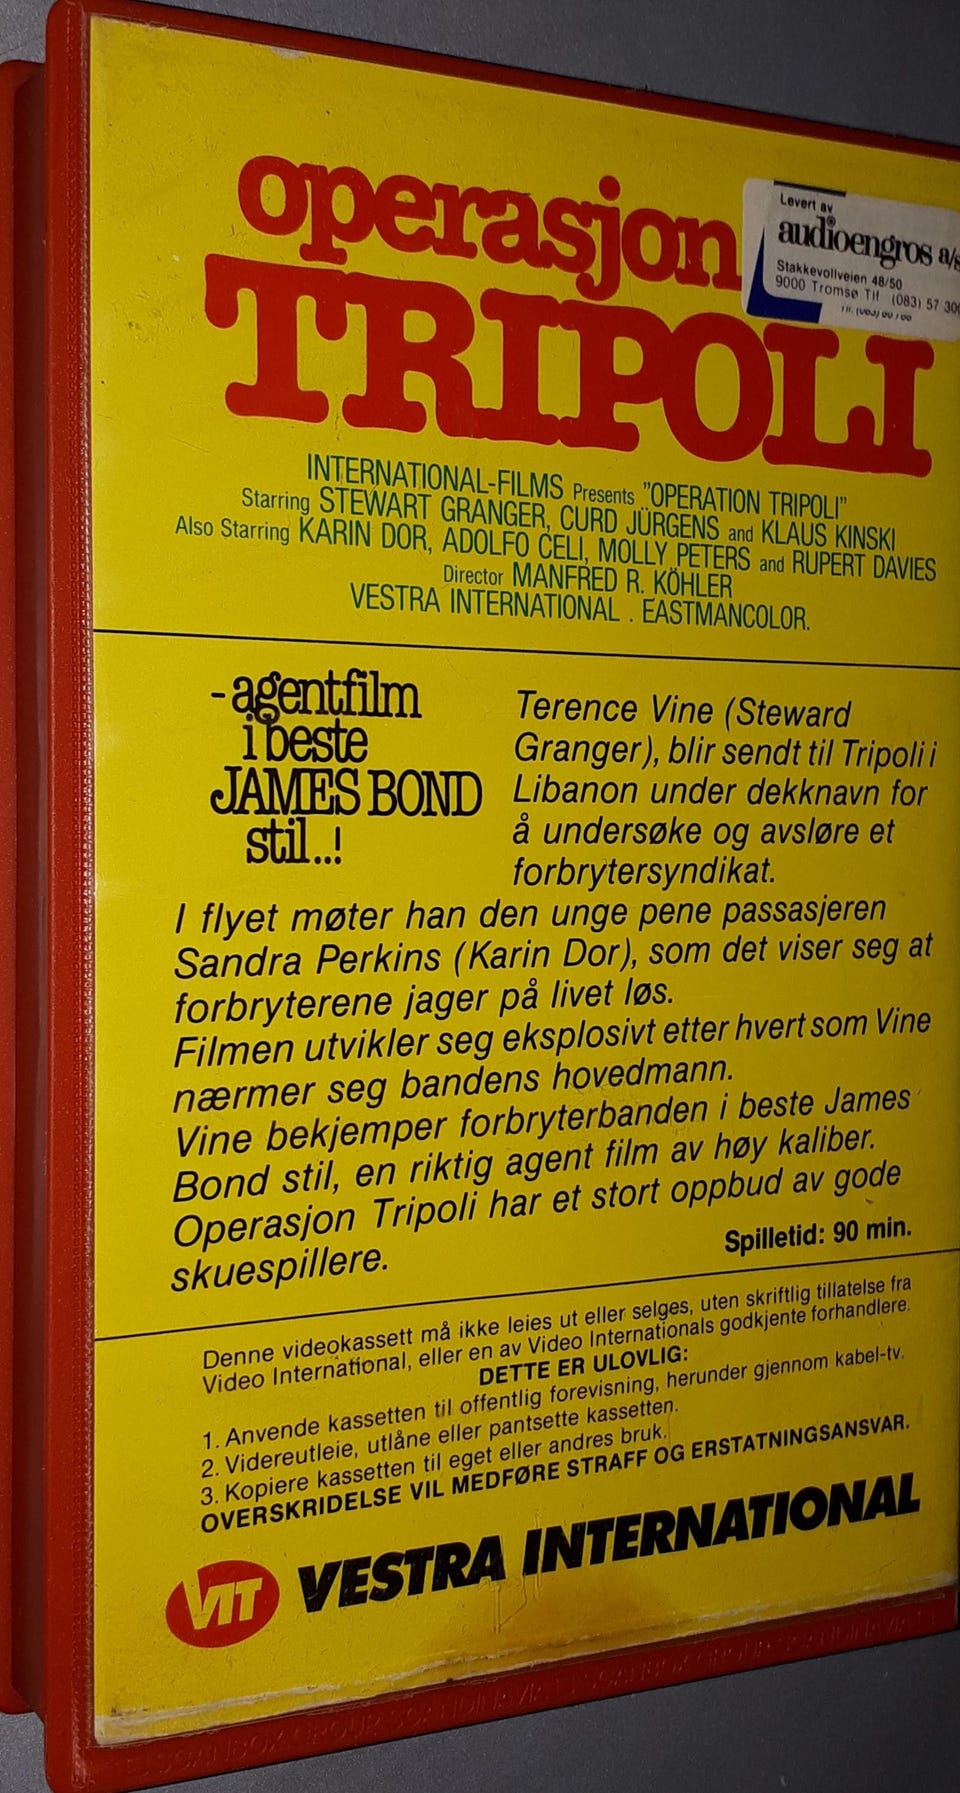 operasjon
TRIPOLI
Levert av
audioengros a/s
Stakkevollveien 48/50
9000 Tromsø Tlf (083) 57 300
INTERNATIONAL-FILMS Presents "OPERATION TRIPOLI"
Starring STEWART GRANGER, CURD JÜRGENS and KLAUS KINSKI
Also Starring KARIN DOR, ADOLFO CELI, MOLLY PETERS and RUPERT DAVIES
Director MANFRED R. KÖHLER
VESTRA INTERNATIONAL . EASTMANCOLOR.
- agentfilm
i beste
JAMES BOND
stil..!
Terence Vine (Steward
Granger), blir sendt til Tripoli i
Libanon under dekknavn for
å undersøke og avsløre et
forbrytersyndikat.
I flyet møter han den unge pene passasjeren
Sandra Perkins (Karin Dor), som det viser seg at
forbryterene jager på livet løs.
Filmen utvikler seg eksplosivt etter hvert som Vine
nærmer seg bandens hovedmann.
Vine bekjemper forbryterbanden i beste James
Bond stil, en riktig agent film av høy kaliber.
Operasjon Tripoli har et stort oppbud av gode
skuespillere.
Spilletid: 90 min.
Denne videokassett må ikke leies ut eller selges, uten skriftlig tillatelse fra
Video International, eller en av Video Internationals godkjente forhandlere.
DETTE ER ULOVLIG:
1. Anvende kassetten til offentlig forevisning, herunder gjennom kabel-tv.
2. Videreutleie, utlåne eller pantsette kassetten.
3. Kopiere kassetten til eget eller andres bruk.
OVERSKRIDELSE VIL MEDFØRE STRAFF OG ERSTATNINGSANSVAR.
VIT VESTRA INTERNATIONAL